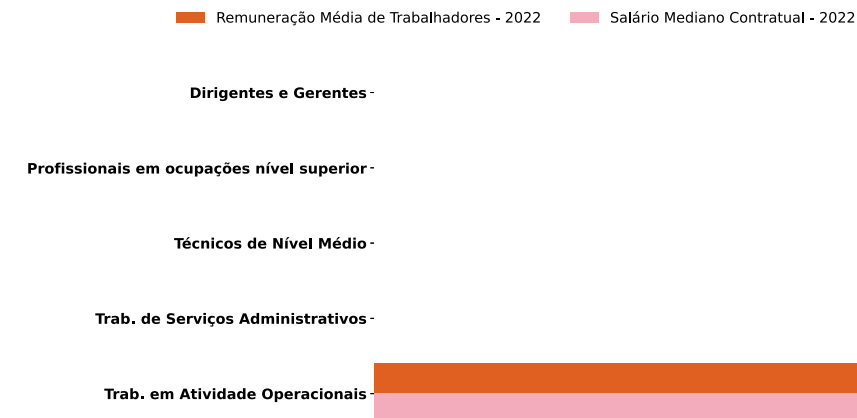 Remuneração Média de Trabalhadores - 2022 Salário Mediano Contratual - 2022
Dirigentes e Gerentes
Profissionais em ocupações nível superior
Técnicos de Nível Médio
Trab. de Serviços Administrativos
Trab. em Atividade Operacionais